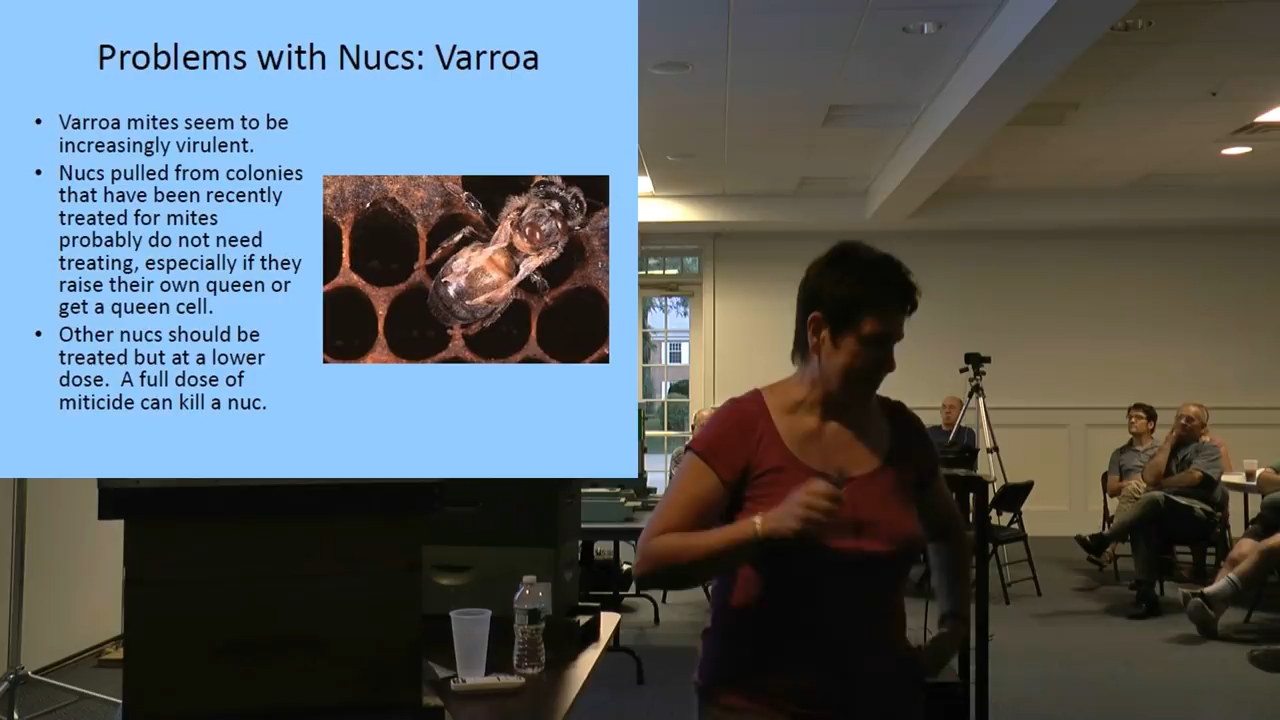 Problems with Nucs: Varroa
• Varroa mites seem to be
increasingly virulent.
• Nucs pulled from colonies
that have been recently
treated for mites
probably do not need
treating, especially if they
raise their own queen or
get a queen cell.
• Other nucs should be
treated but at a lower
dose.  A full dose of
miticide can kill a nuc.